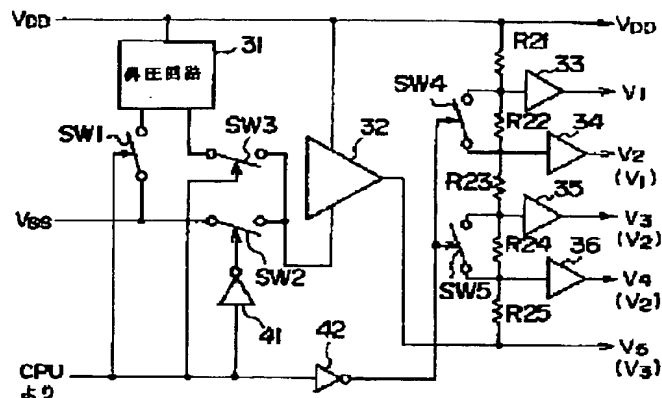 VDD
31
R21
VDD
昇圧回路
33
SW4
V1
SW1
SW3
32
R22
34
V2
(V1)
R23
35
VSS
V3
(V2)
SW2
R24
36
SW5
V4
(V2)
41
R25
42
V5
(V3)
CPU
より